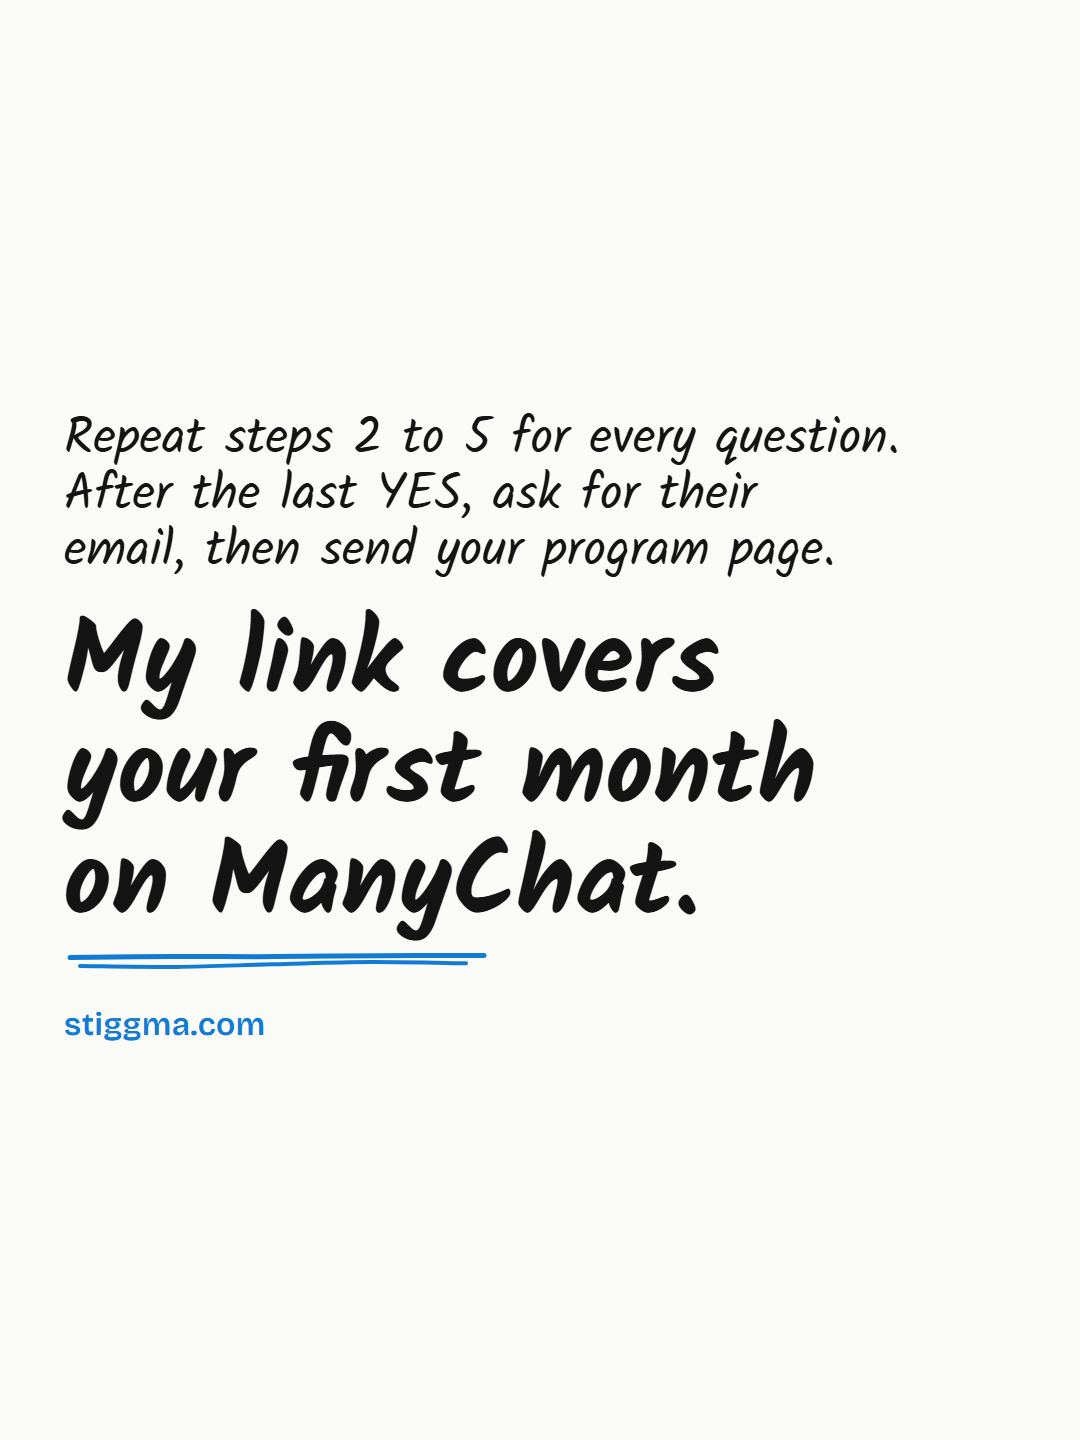 Repeat steps 2 to 5 for every question.
After the last YES, ask for their
email, then send your program page.
My link covers
your first month
on ManyChat.
stiggma.com